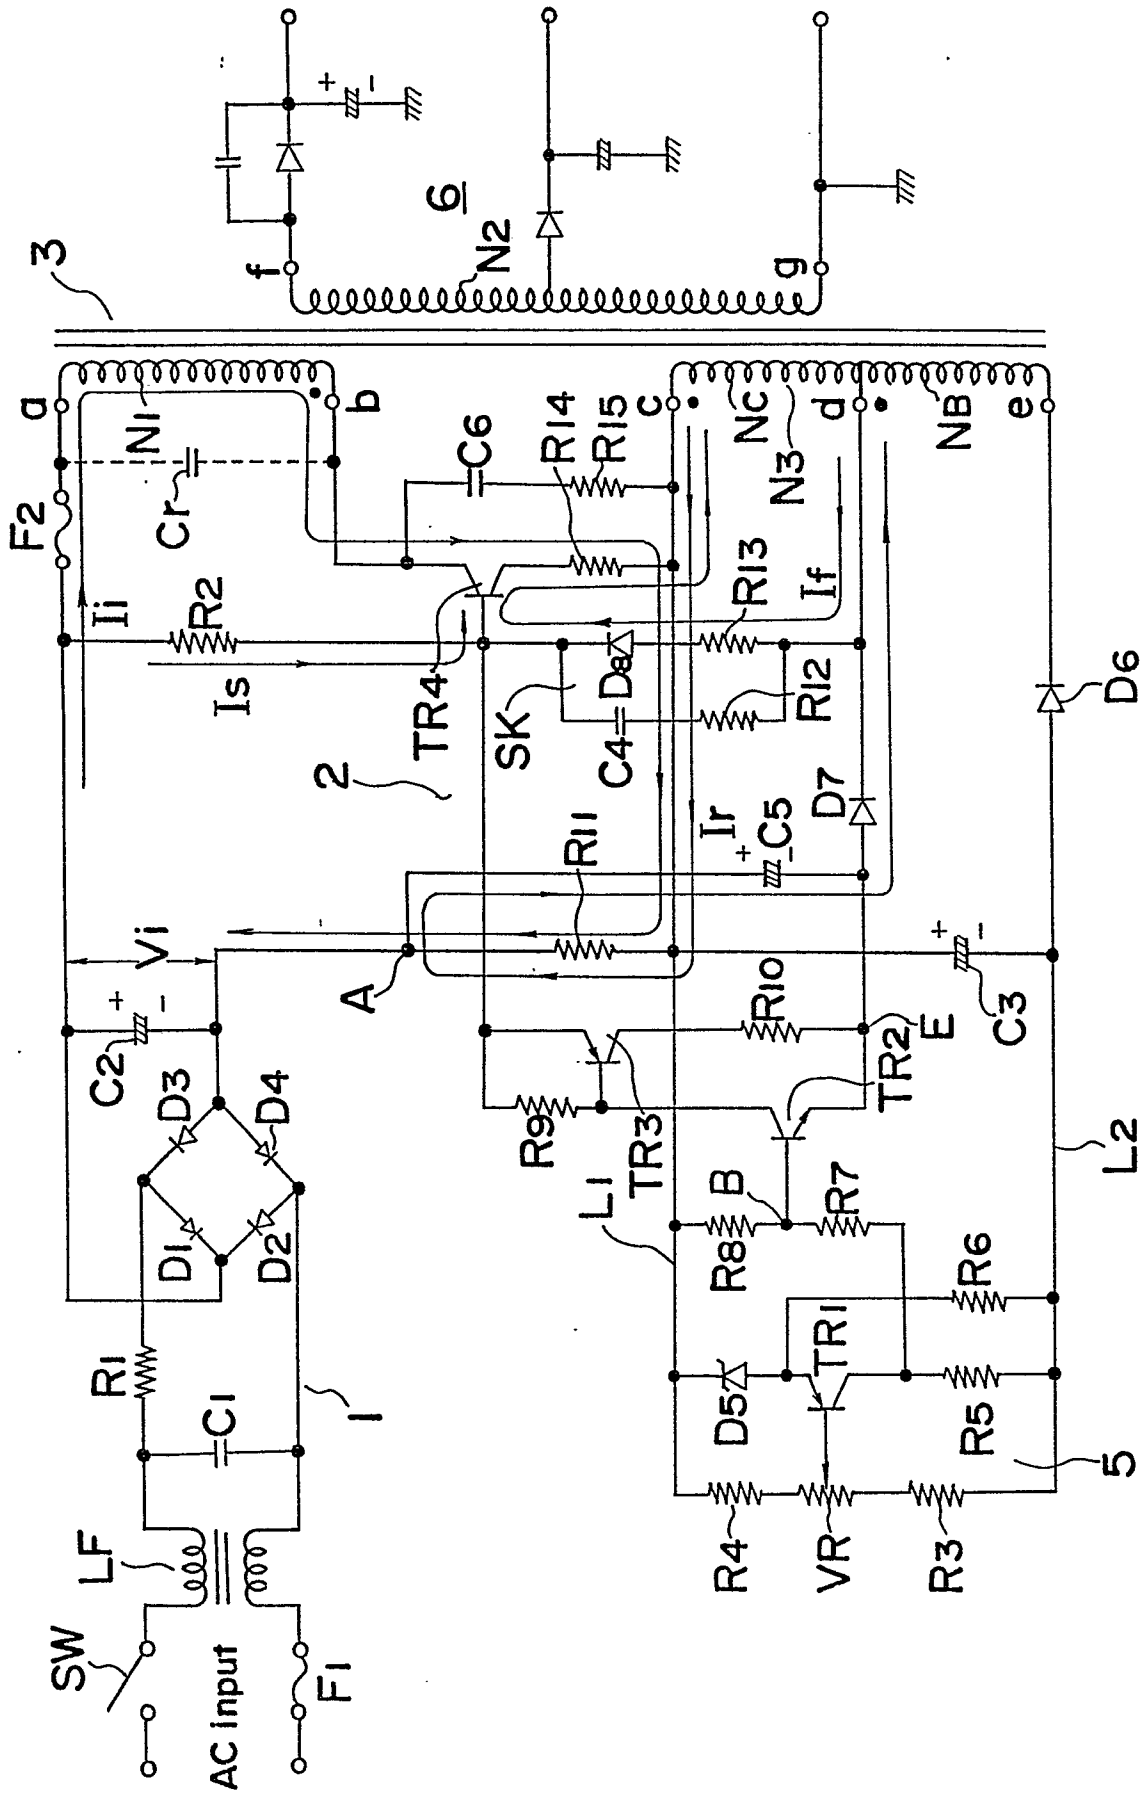 SW
LF
AC input
F1
C1
R1
1
D1
D2
D3
D4
C2
+
-
Vi
A
Ii
Is
R2
F2
Cr
a
N1
b
3
f
g
N2
6
+
-
2
TR4
SK
C6
R14
R15
Da
C4
R13
R12
If
Ir
R11
C5
+
-
D7
c
d
e
NC
N3
NB
D6
R9
TR3
R10
E
TR2
C3
+
-
L1
L2
B
R8
R7
R6
D5
TR1
R5
R4
VR
R3
5